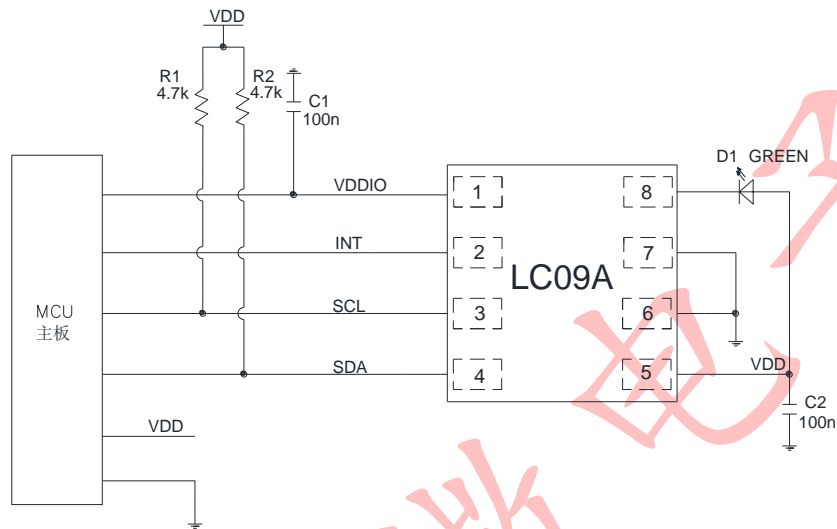 VDD
R1
4.7k
R2
4.7k
C1
100n
D1 GREEN
VDDIO
1
8
INT
2
7
LC09A
MCU
主板
SCL
3
6
SDA
4
5
VDD
C2
100n
VDD
电